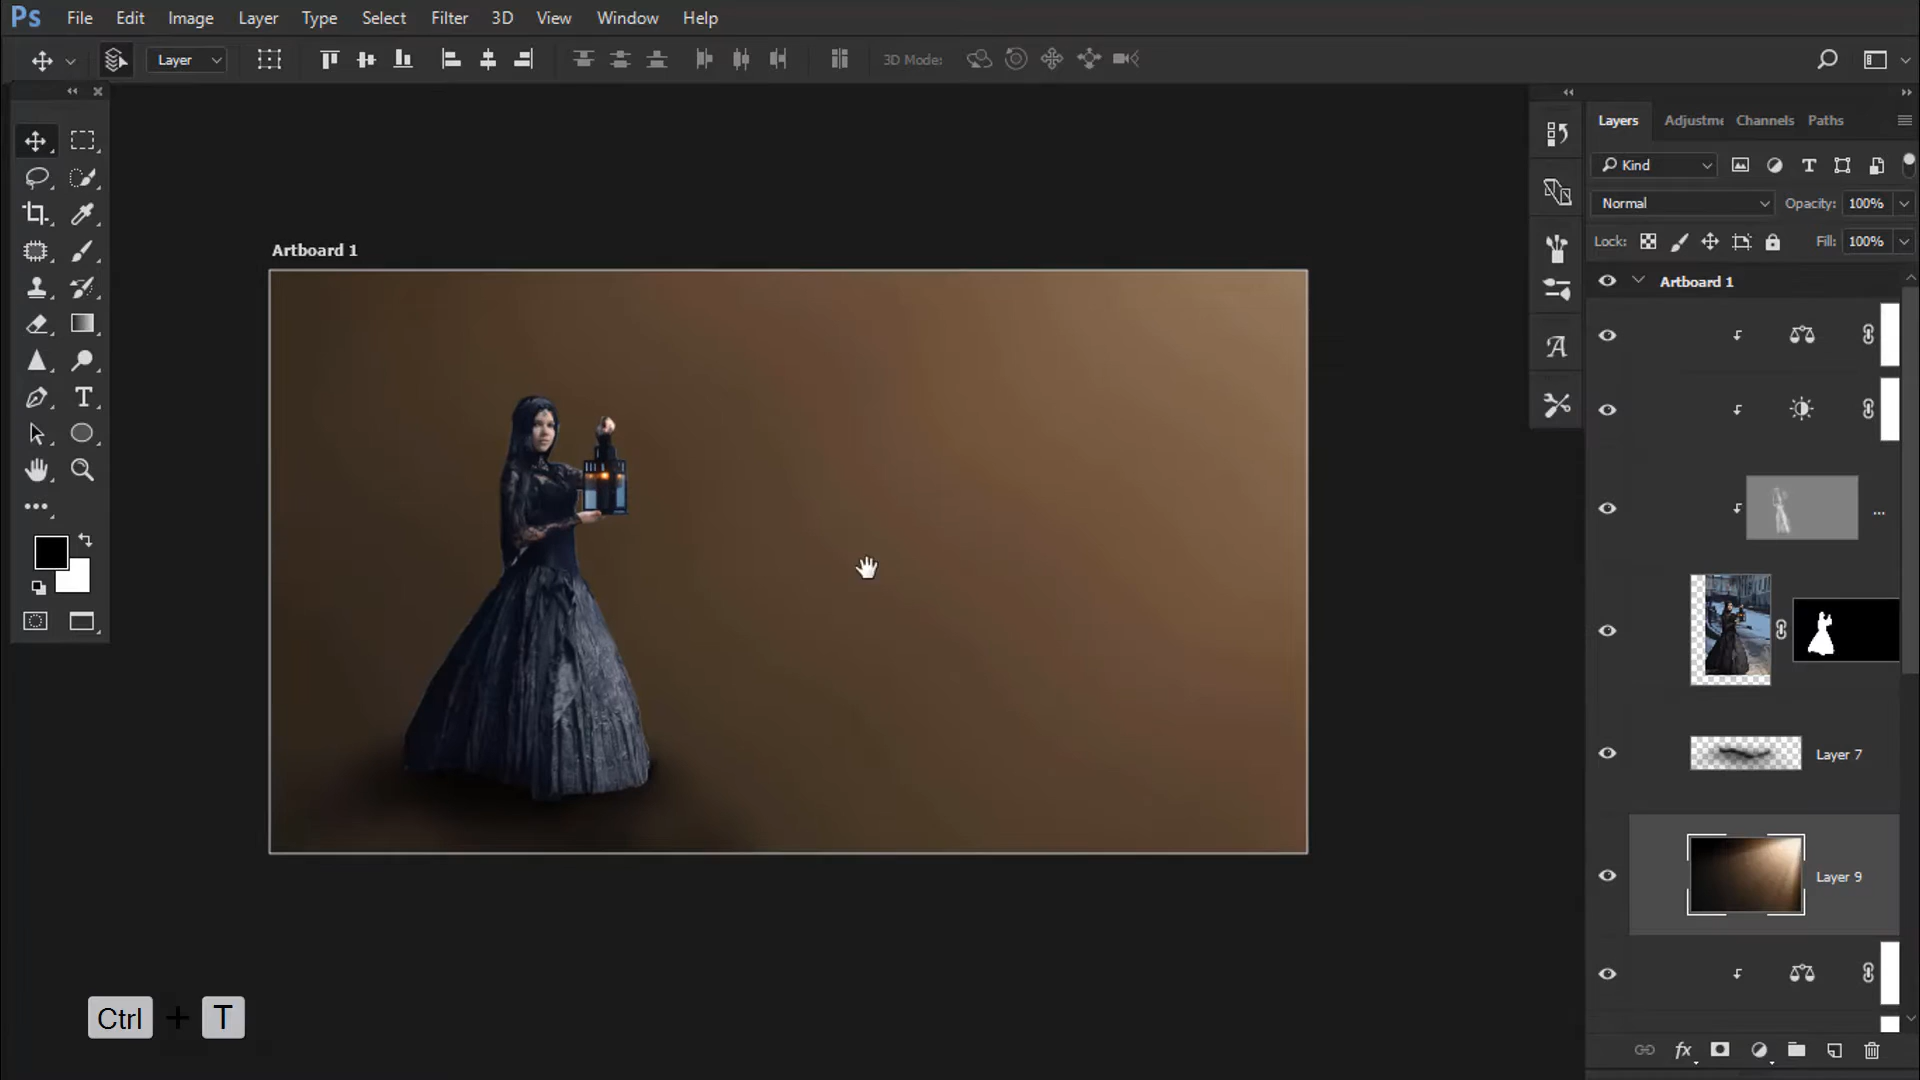 Ps File Edit Image Layer Type Select Filter 3D View Window Help
Layer 3D Mode:
Layers Adjustme Channels Paths
Kind
Normal Opacity: 100%
Lock: Fill: 100%
Artboard 1
Artboard 1
...
Layer 7
Layer 9
Ctrl + T
fx